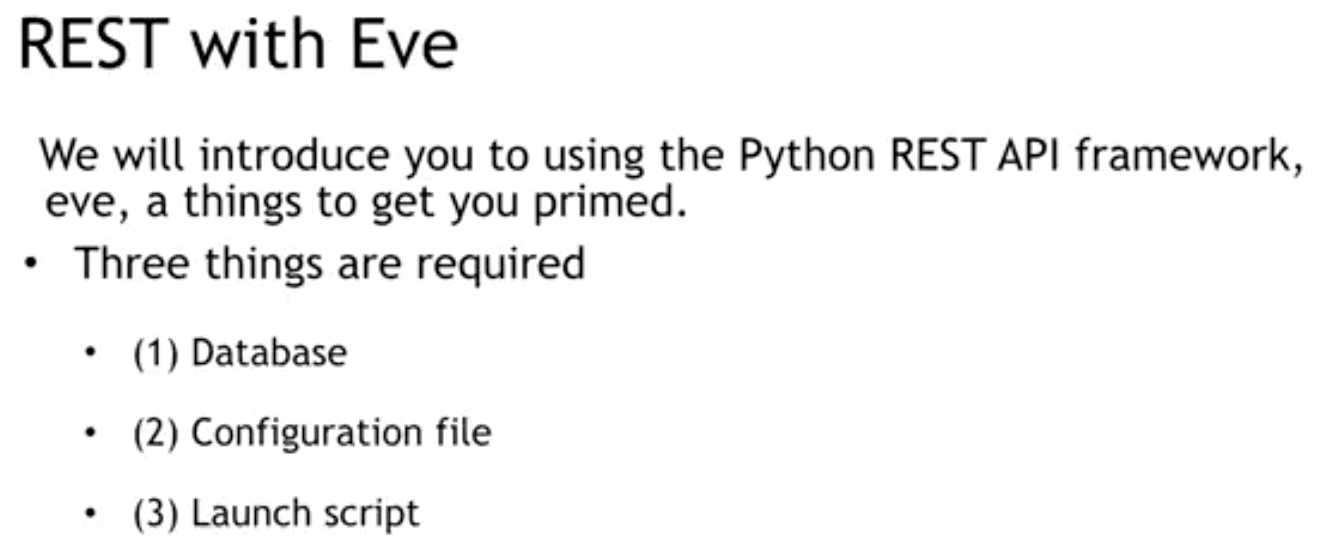 REST with Eve
We will introduce you to using the Python REST API framework,
eve, a things to get you primed.
• Three things are required
• (1) Database
• (2) Configuration file
• (3) Launch script